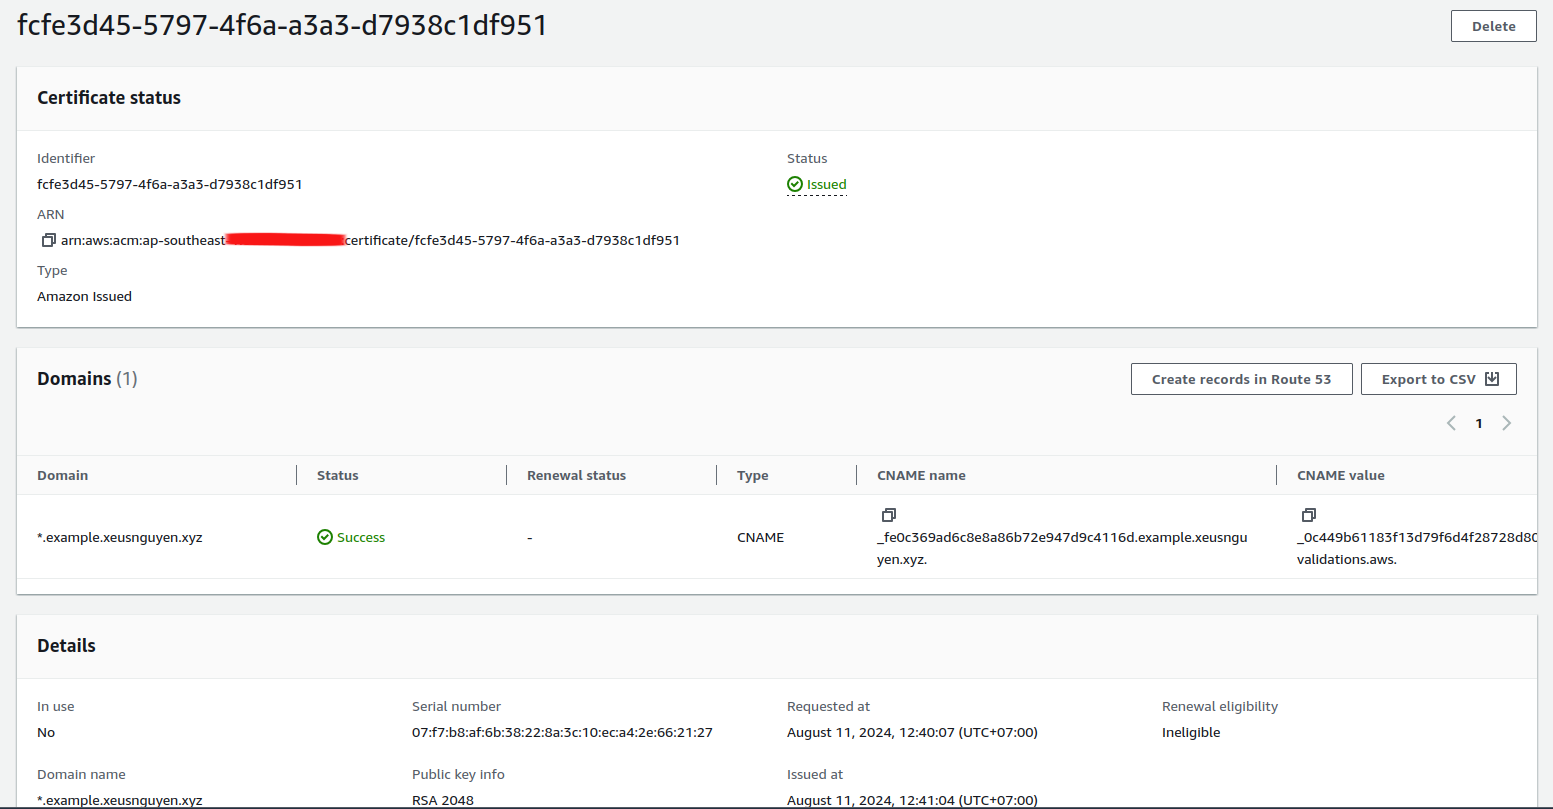 fcfe3d45-5797-4f6a-a3a3-d7938c1df951
Delete
Certificate status
Identifier
fcfe3d45-5797-4f6a-a3a3-d7938c1df951
Status
Issued
ARN
arn:aws:acm:ap-southeast
certificate/fcfe3d45-5797-4f6a-a3a3-d7938c1df951
Type
Amazon Issued
Domains (1)
Create records in Route 53
Export to CSV
1
Domain
Status
Renewal status
Type
CNAME name
CNAME value
*.example.xeusnguyen.xyz
Success
-
CNAME
_fe0c369ad6c8e8a86b72e947d9c4116d.example.xeusngu
yen.xyz.
_0c449b61183f13d79f6d4f28728d80
validations.aws.
Details
In use
No
Serial number
07:f7:b8:af:6b:38:22:8a:3c:10:ec:a4:2e:66:21:27
Requested at
August 11, 2024, 12:40:07 (UTC+07:00)
Renewal eligibility
Ineligible
Domain name
*.example.xeusnguyen.xyz
Public key info
RSA 2048
Issued at
August 11, 2024, 12:41:04 (UTC+07:00)